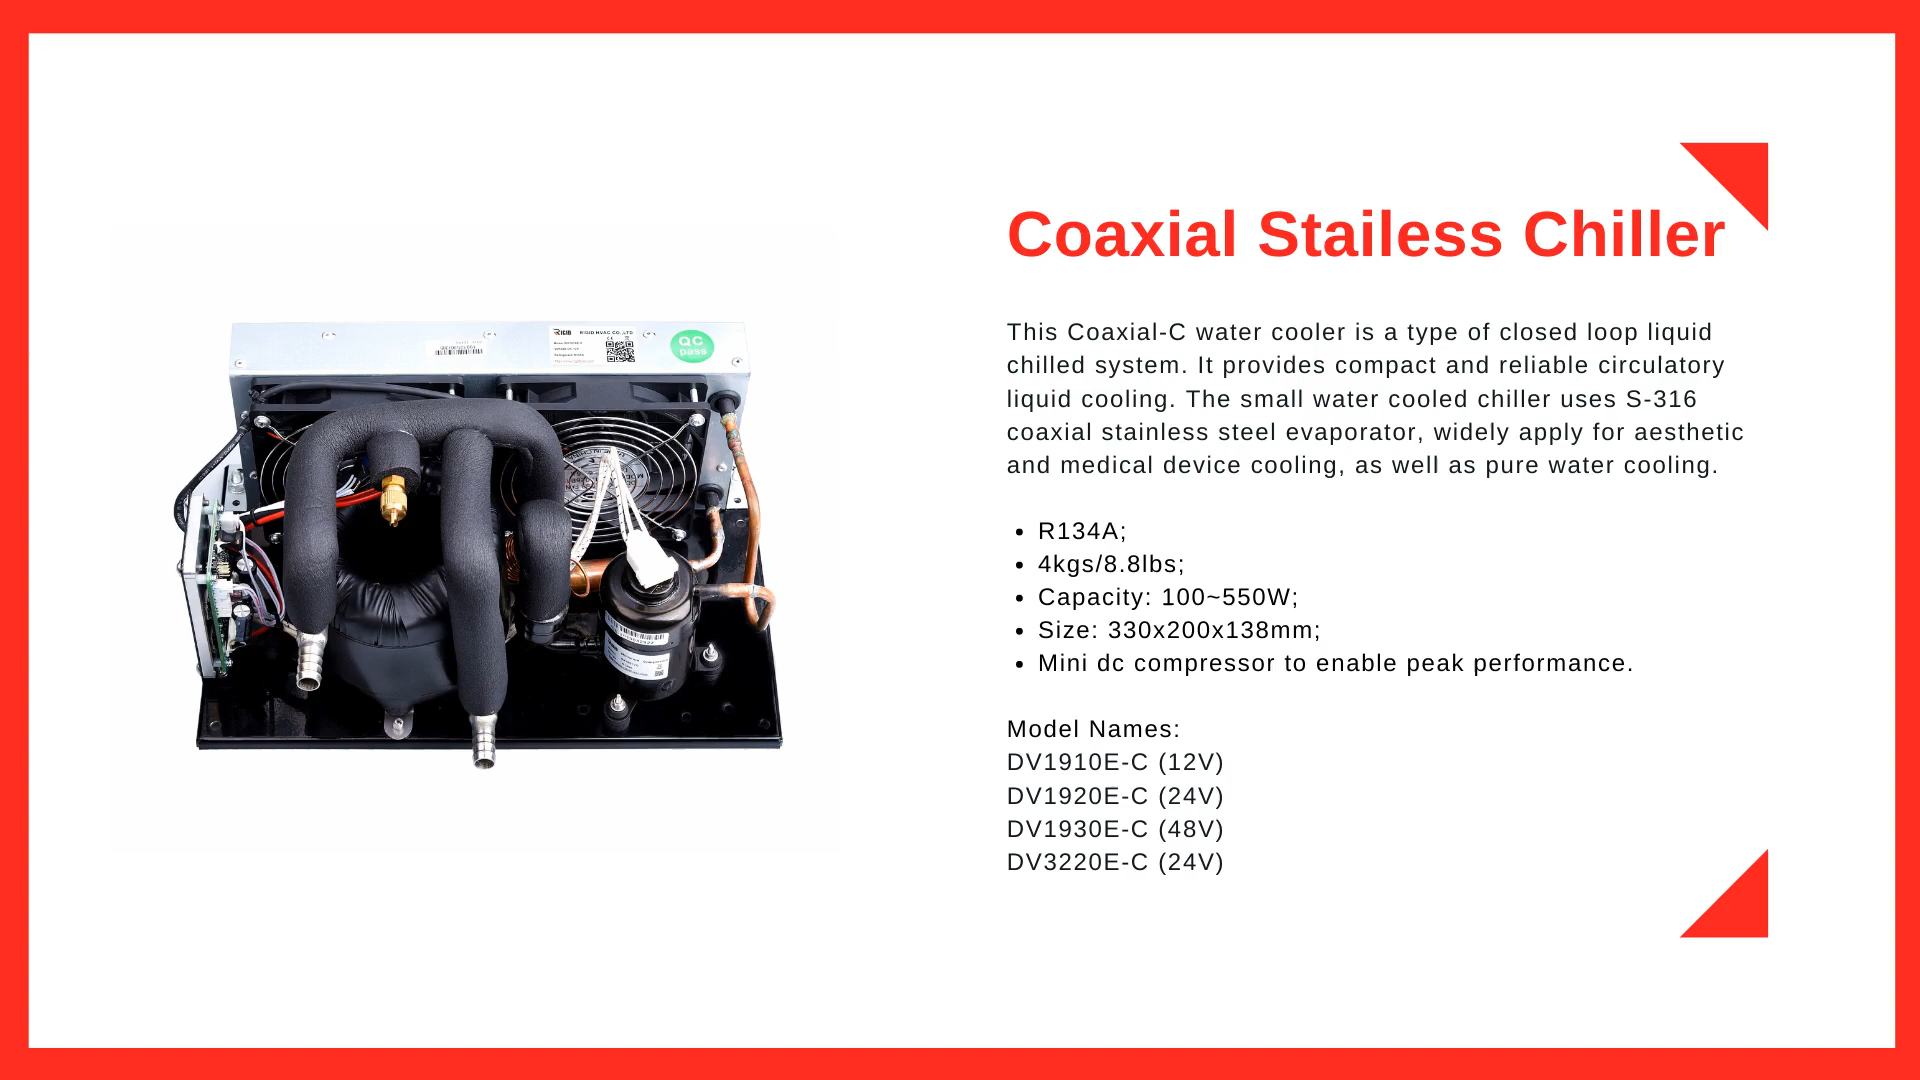 RIGID HVAC CO.,LTD
QC
pass
Coaxial Stailess Chiller
This Coaxial-C water cooler is a type of closed loop liquid
chilled system. It provides compact and reliable circulatory
liquid cooling. The small water cooled chiller uses S-316
coaxial stainless steel evaporator, widely apply for aesthetic
and medical device cooling, as well as pure water cooling.
R134A;
4kgs/8.8lbs;
Capacity: 100~550W;
Size: 330x200x138mm;
Mini dc compressor to enable peak performance.
Model Names:
DV1910E-C (12V)
DV1920E-C (24V)
DV1930E-C (48V)
DV3220E-C (24V)